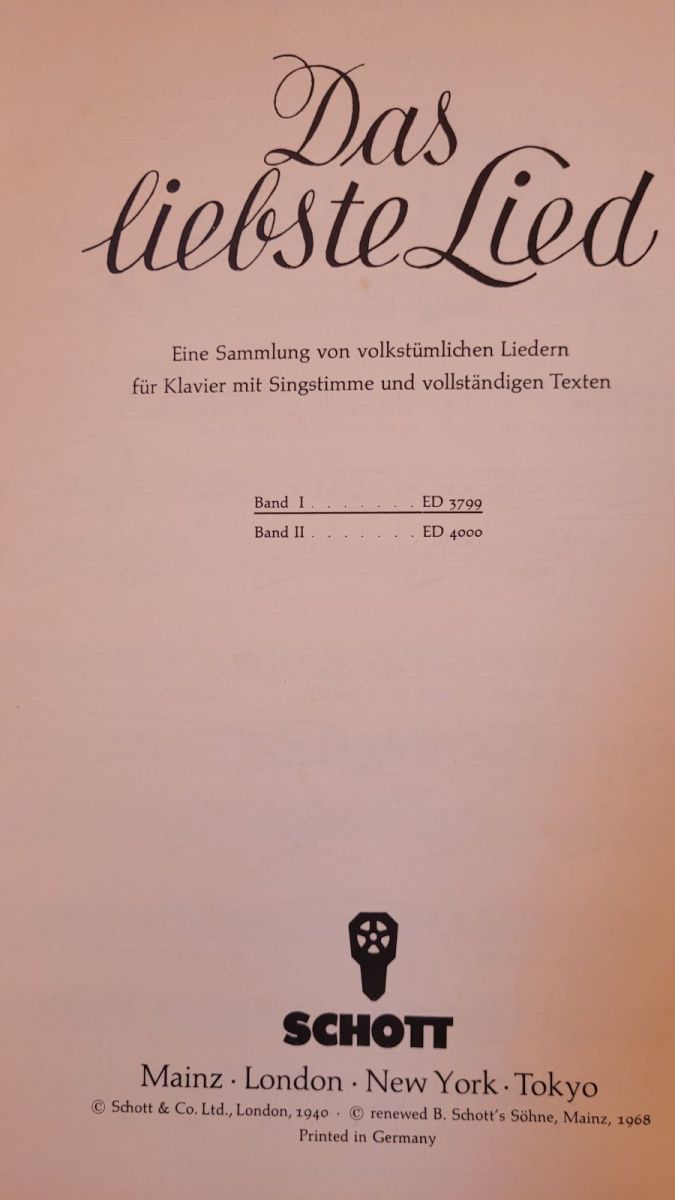 Das
liebste Lied
Eine Sammlung von volkstümlichen Liedern
für Klavier mit Singstimme und vollständigen Texten
Band I . . . . . . . ED 3799
Band II . . . . . . . ED 4000
SCHOTT
Mainz · London · New York · Tokyo
© Schott & Co. Ltd., London, 1940 · © renewed B. Schott's Söhne, Mainz, 1968
Printed in Germany